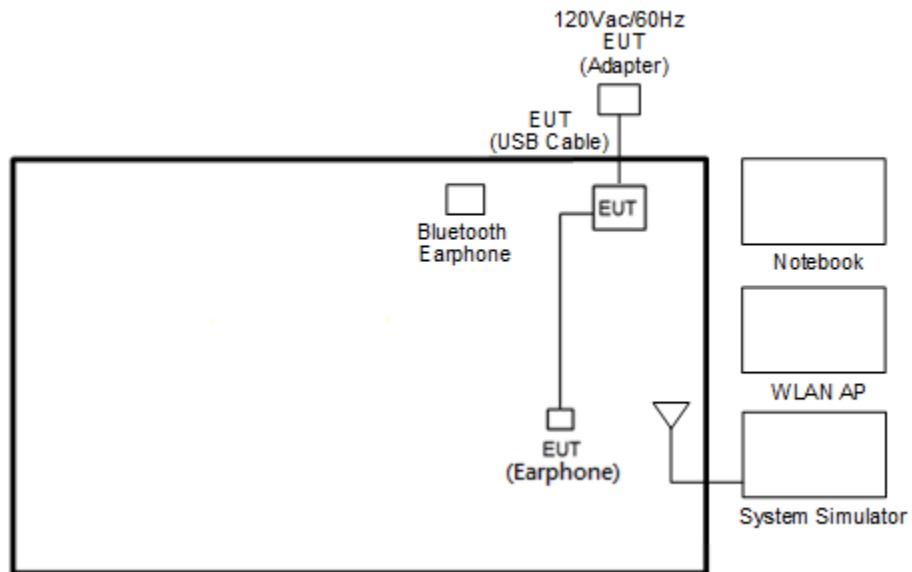 120Vac/60Hz
EUT
(Adapter)
EUT
(USB Cable)
EUT
Bluetooth
Earphone
Notebook
WLAN AP
EUT
(Earphone)
System Simulator